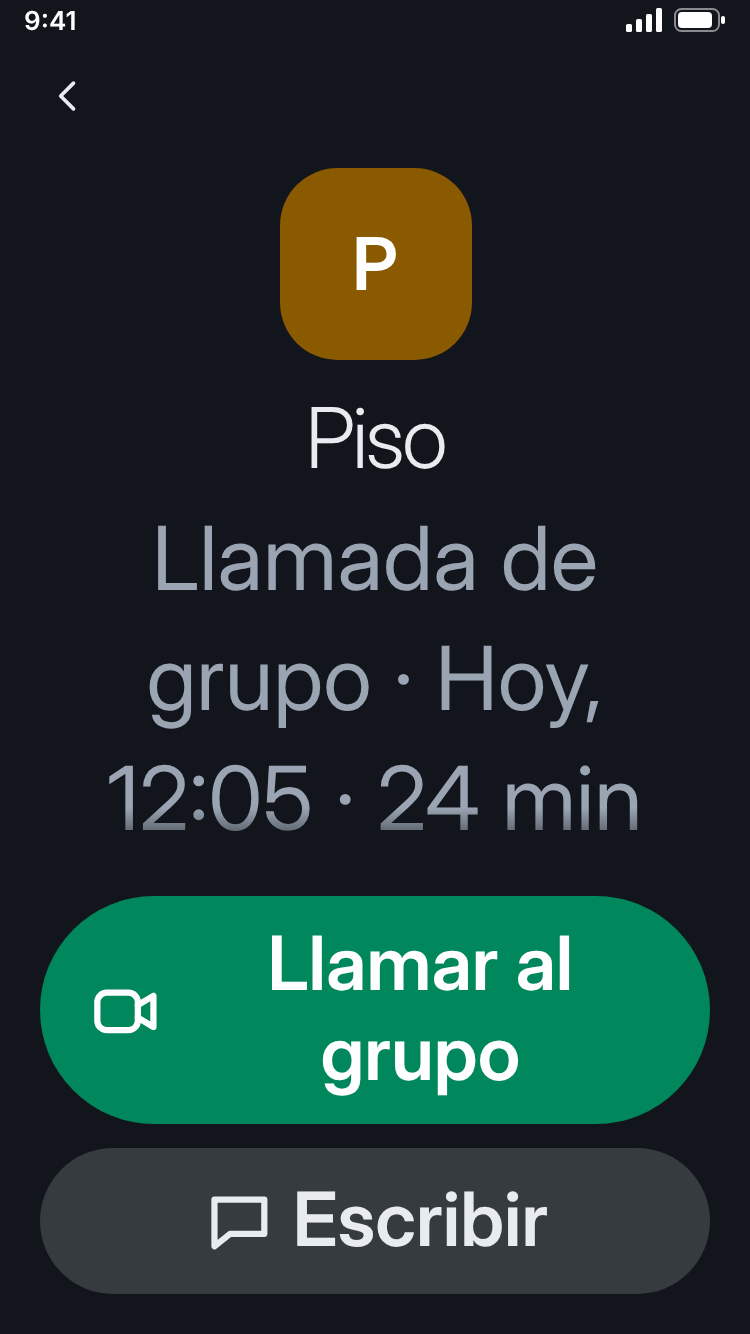 9:41
P
Piso
Llamada de
grupo · Hoy,
12:05 · 24 min
Llamar al
grupo
Escribir